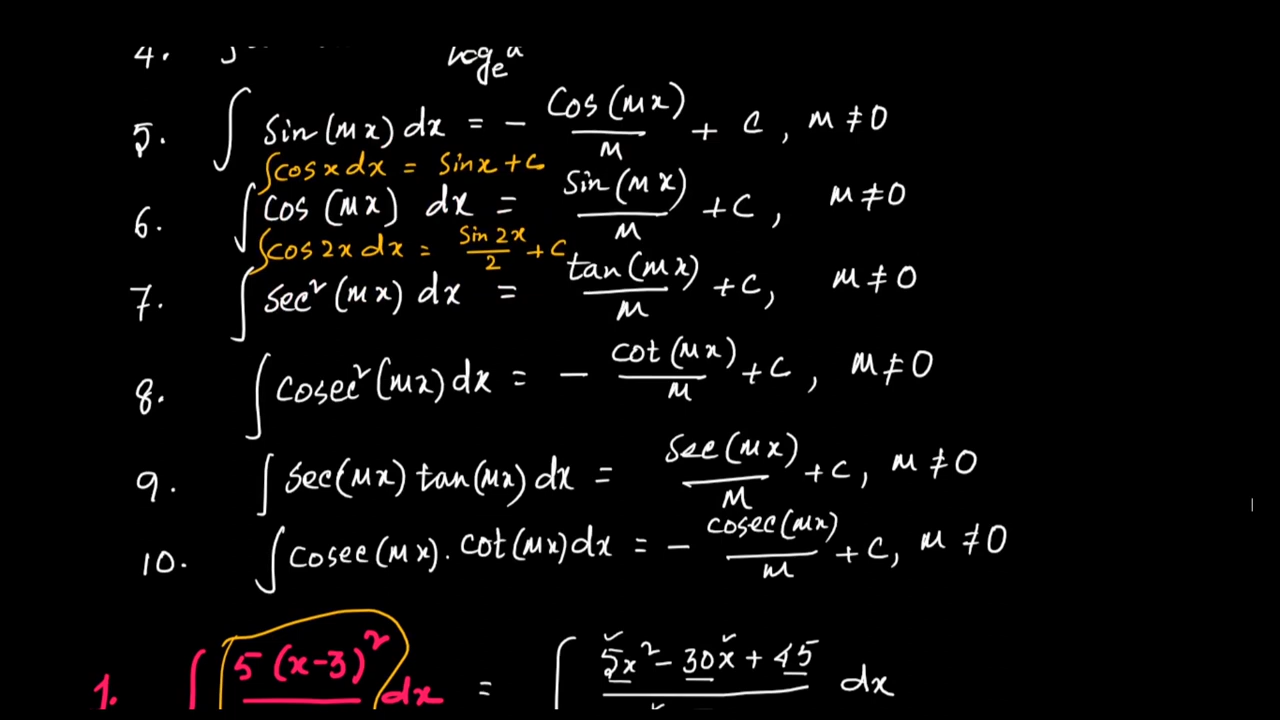 4. ∫ log_e a
5. ∫ sin(mx) dx = - cos(mx)/m + c, m ≠ 0
∫cos x dx = sin x + c
6. ∫ cos (mx) dx = sin(mx)/m + c, m ≠ 0
∫cos 2x dx = sin 2x/2 + c
7. ∫ sec² (mx) dx = tan(mx)/m + c, m ≠ 0
8. ∫ cosec² (mx) dx = - cot(mx)/m + c, m ≠ 0
9. ∫ sec(mx) tan(mx) dx = sec(mx)/m + c, m ≠ 0
10. ∫ cosec(mx). cot(mx) dx = - cosec(mx)/m + c, m ≠ 0
1. ∫ 5(x-3)² dx = ∫ 5x² - 30x + 45 dx